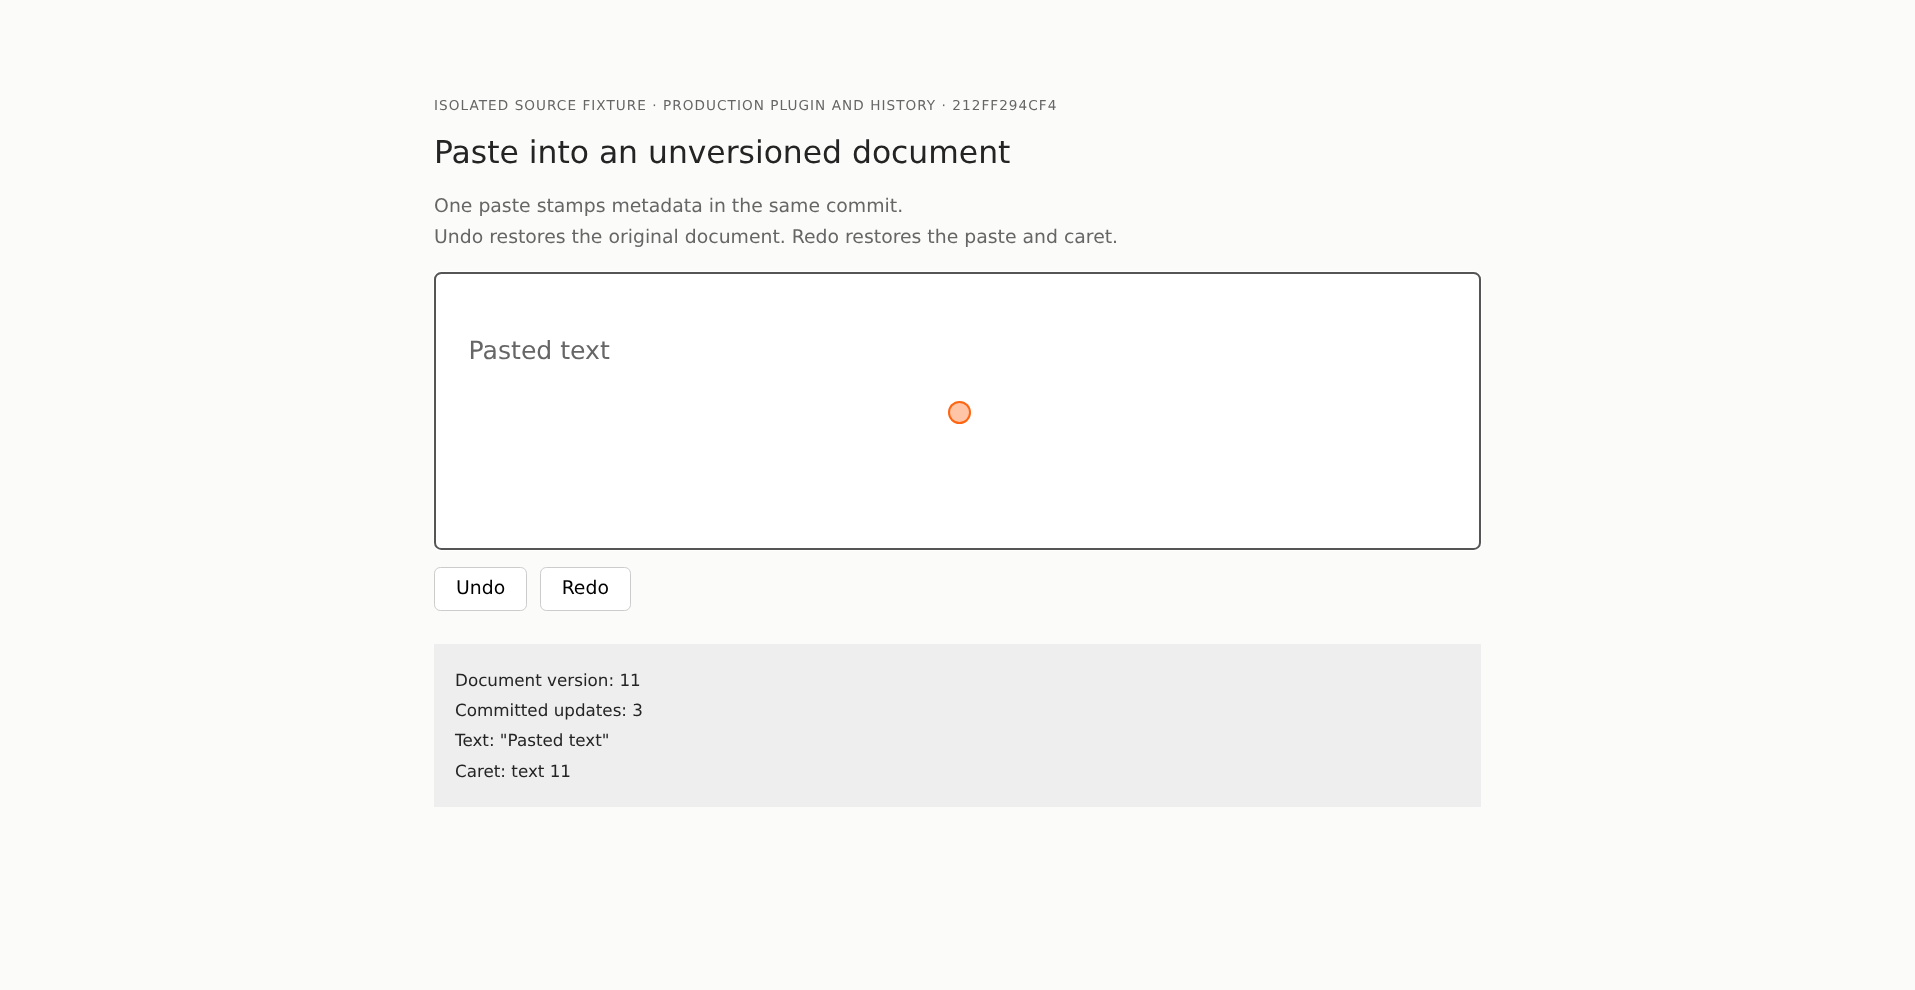 ISOLATED SOURCE FIXTURE · PRODUCTION PLUGIN AND HISTORY · 212FF294CF4
Paste into an unversioned document
One paste stamps metadata in the same commit.
Undo restores the original document. Redo restores the paste and caret.
Pasted text
Undo Redo
Document version: 11
Committed updates: 3
Text: "Pasted text"
Caret: text 11